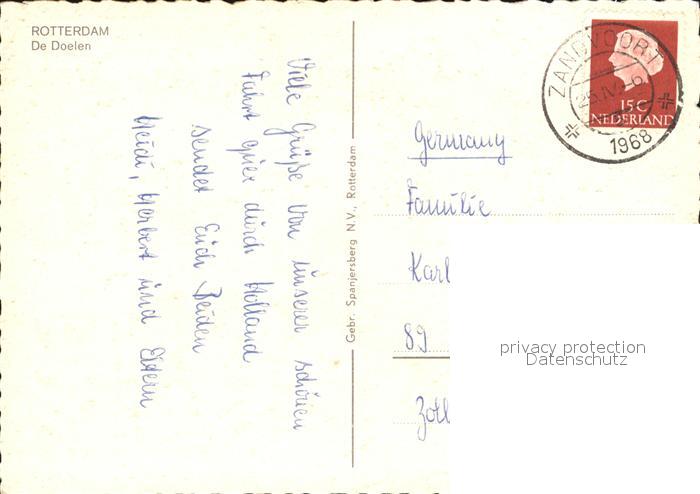 ROTTERDAM
De Doelen
Viele Grüße von unserer schönen
Fahrt quer durch Holland
sendet Euch Beiden
Heidi, Herbert und Eltern
Gebr. Spanjersberg N.V., Rotterdam
ZANDVOORT
1968
15 C
NEDERLAND
Germany
Familie
Karl
89
privacy protection
Datenschutz